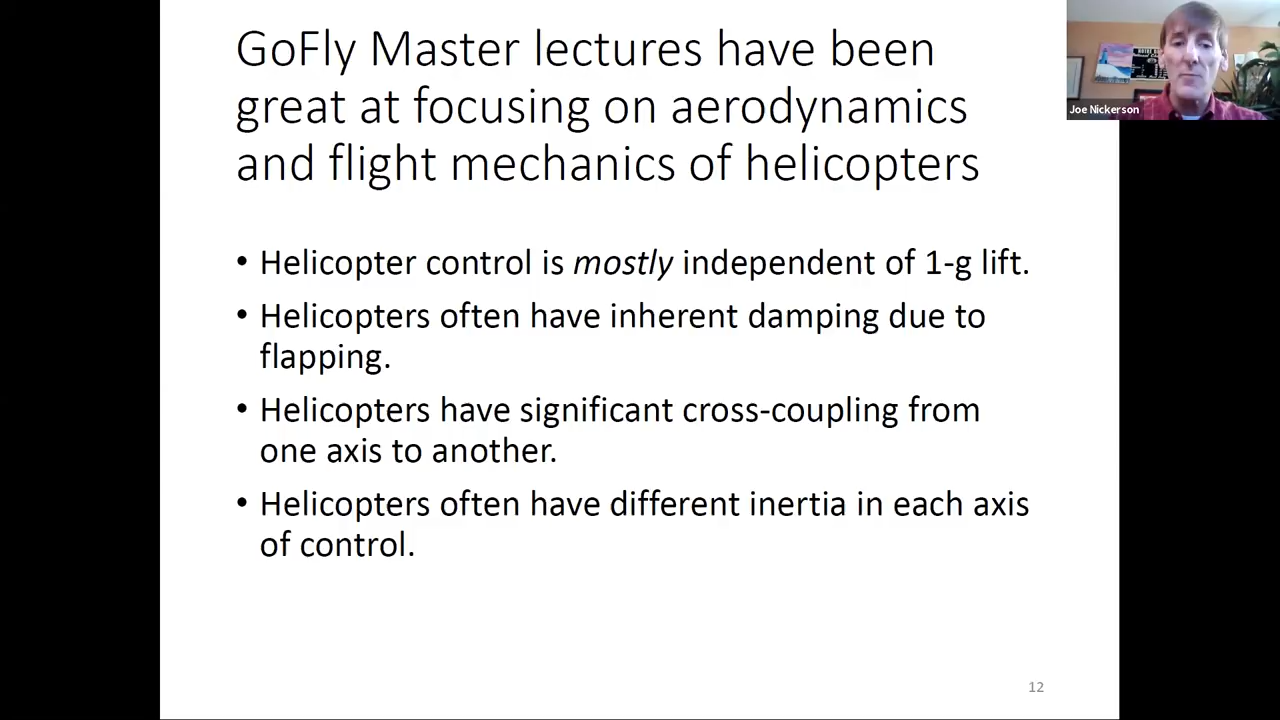 GoFly Master lectures have been
great at focusing on aerodynamics
and flight mechanics of helicopters
Joe Nickerson
• Helicopter control is mostly independent of 1-g lift.
• Helicopters often have inherent damping due to
flapping.
• Helicopters have significant cross-coupling from
one axis to another.
• Helicopters often have different inertia in each axis
of control.
12